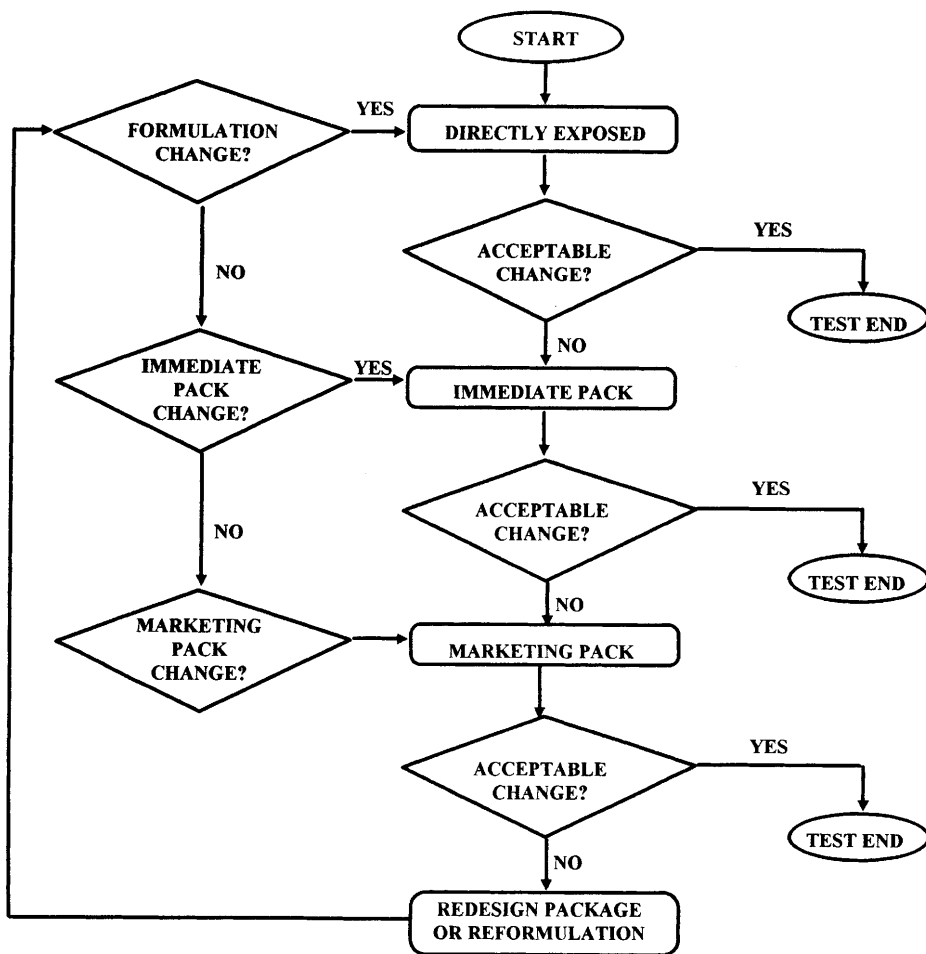 START
FORMULATION
CHANGE?
YES
DIRECTLY EXPOSED
ACCEPTABLE
CHANGE?
YES
TEST END
NO
NO
IMMEDIATE
PACK
CHANGE?
YES
IMMEDIATE PACK
ACCEPTABLE
CHANGE?
YES
TEST END
NO
NO
MARKETING
PACK
CHANGE?
MARKETING PACK
ACCEPTABLE
CHANGE?
YES
TEST END
NO
REDESIGN PACKAGE
OR REFORMULATION